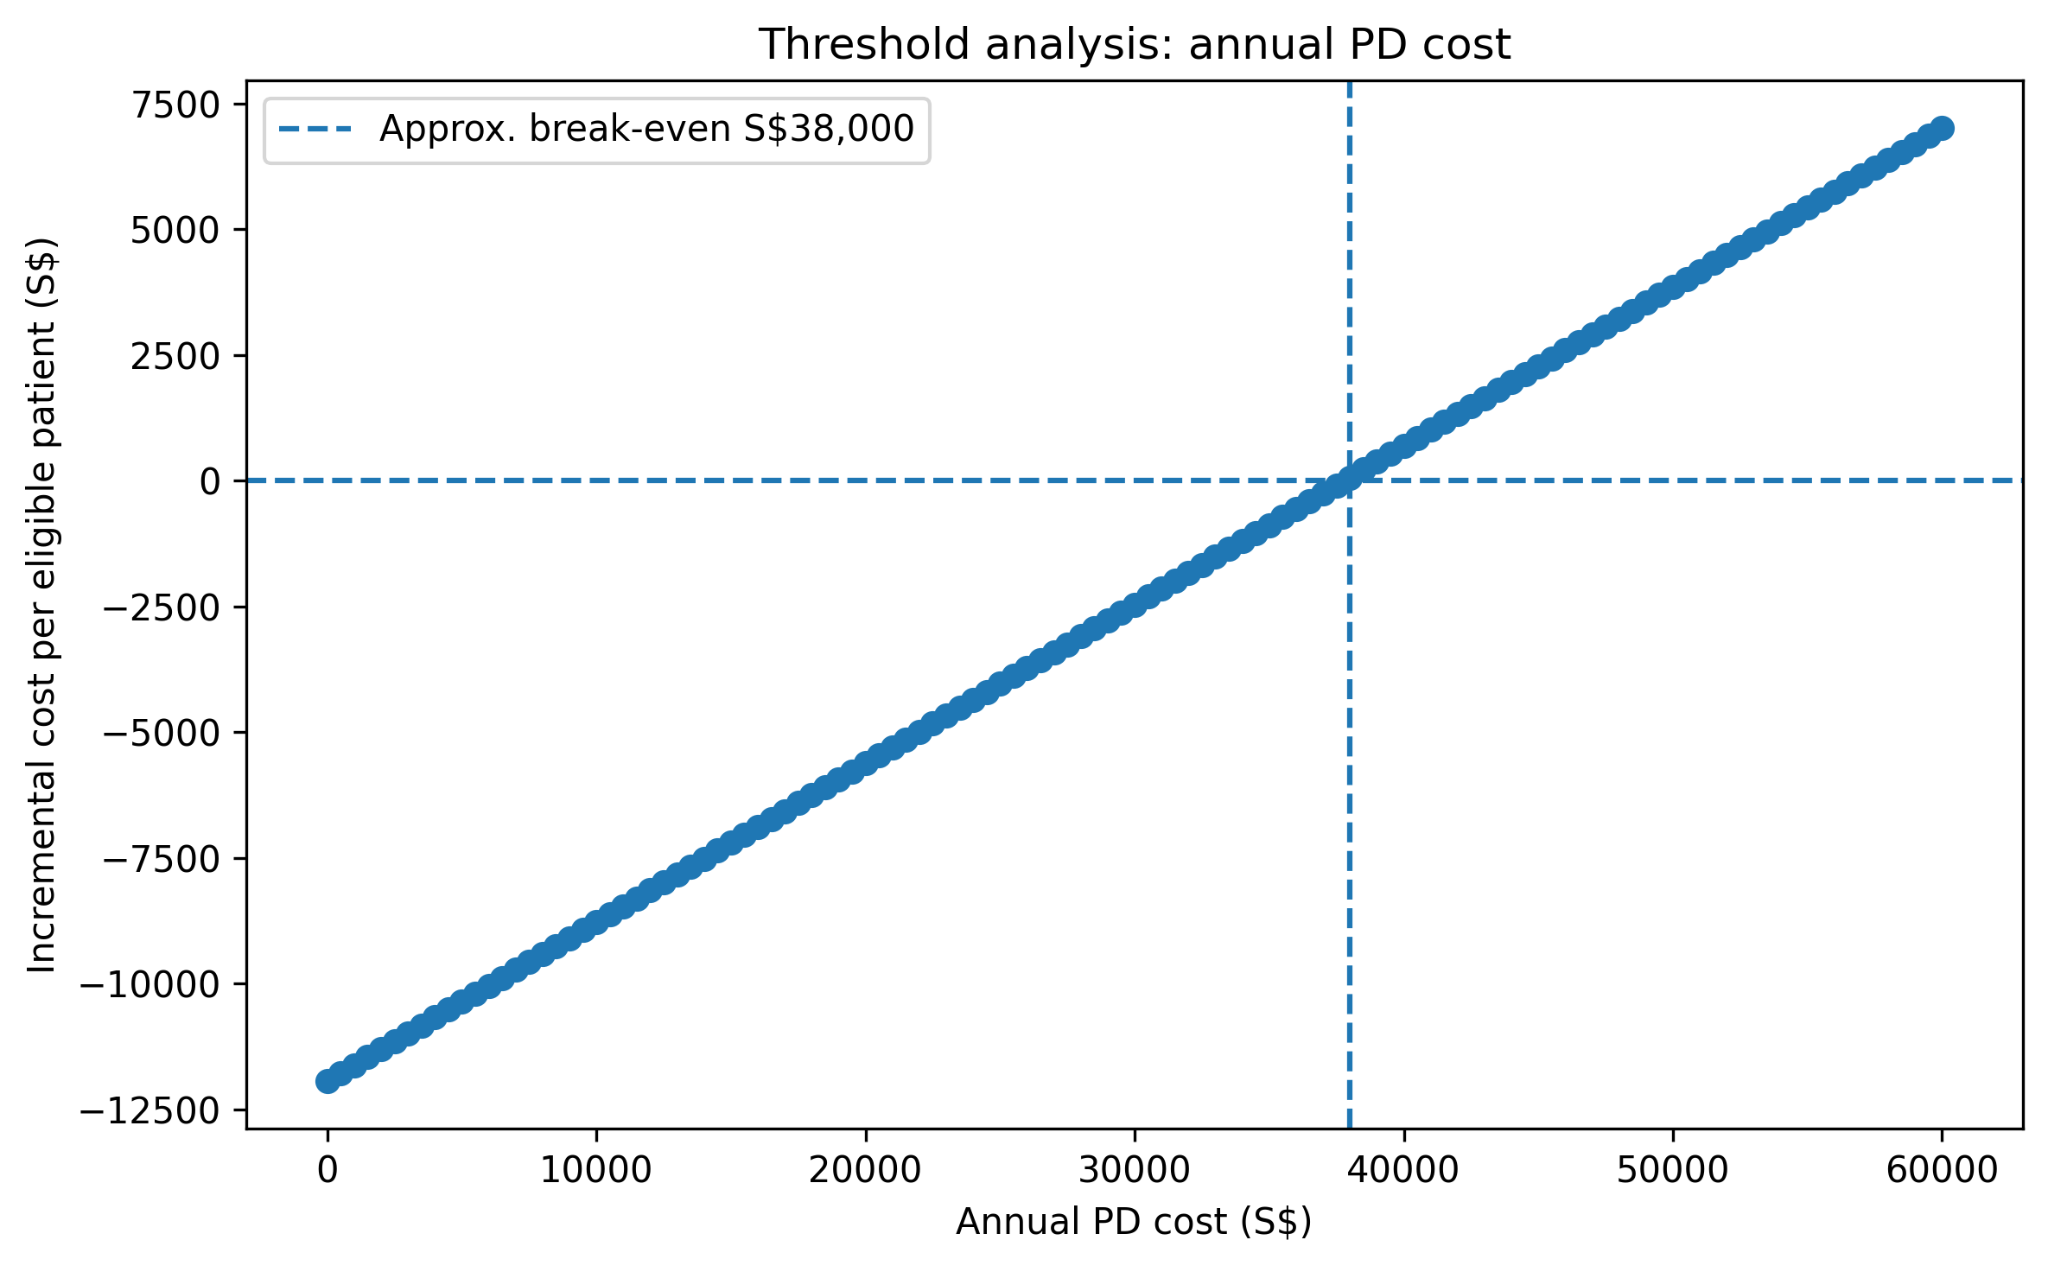 Threshold analysis: annual PD cost
Approx. break-even S$38,000
Incremental cost per eligible patient (S$)
7500
5000
2500
0
−2500
−5000
−7500
−10000
−12500
0 10000 20000 30000 40000 50000 60000
Annual PD cost (S$)